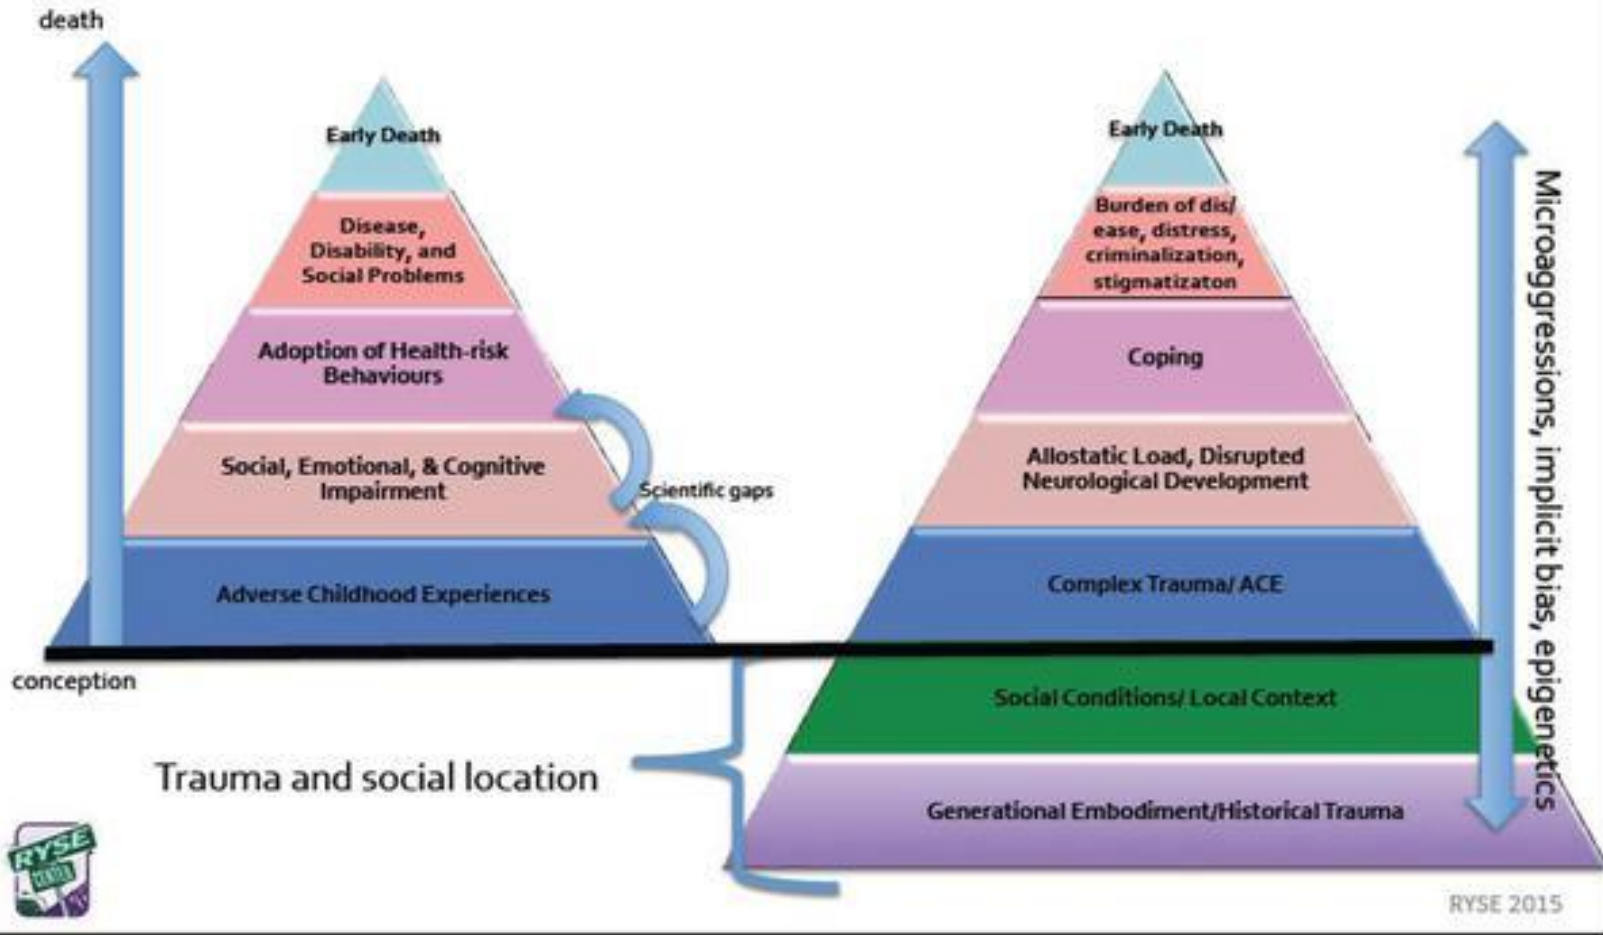 death
Early Death
Disease,
Disability, and
Social Problems
Adoption of Health-risk
Behaviours
Social, Emotional, & Cognitive
Impairment
Scientific gaps
Adverse Childhood Experiences
conception
Trauma and social location
RYSE
CENTER
Early Death
Burden of dis/
ease, distress,
criminalization,
stigmatizaton
Coping
Allostatic Load, Disrupted
Neurological Development
Complex Trauma/ ACE
Social Conditions/ Local Context
Generational Embodiment/Historical Trauma
Microaggressions, implicit bias, epigenetics
RYSE 2015